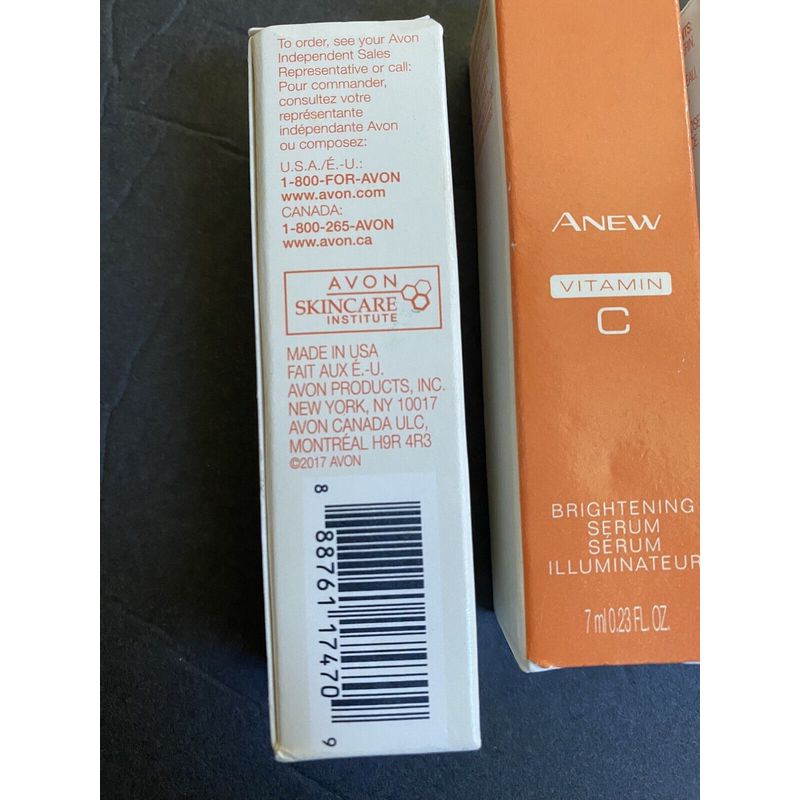 To order, see your Avon
Independent Sales
Representative or call:
Pour commander,
consultez votre
représentante
indépendante Avon
ou composez:
U.S.A./É.-U.:
1-800-FOR-AVON
www.avon.com
CANADA:
1-800-265-AVON
www.avon.ca
AVON
SKINCARE
INSTITUTE
MADE IN USA
FAIT AUX É.-U.
AVON PRODUCTS, INC.
NEW YORK, NY 10017
AVON CANADA ULC,
MONTRÉAL H9R 4R3
©2017 AVON
8 88761 17470 9
ANEW
VITAMIN
C
BRIGHTENING
SERUM
SÉRUM
ILLUMINATEUR
7 ml 0.23 FL. OZ.